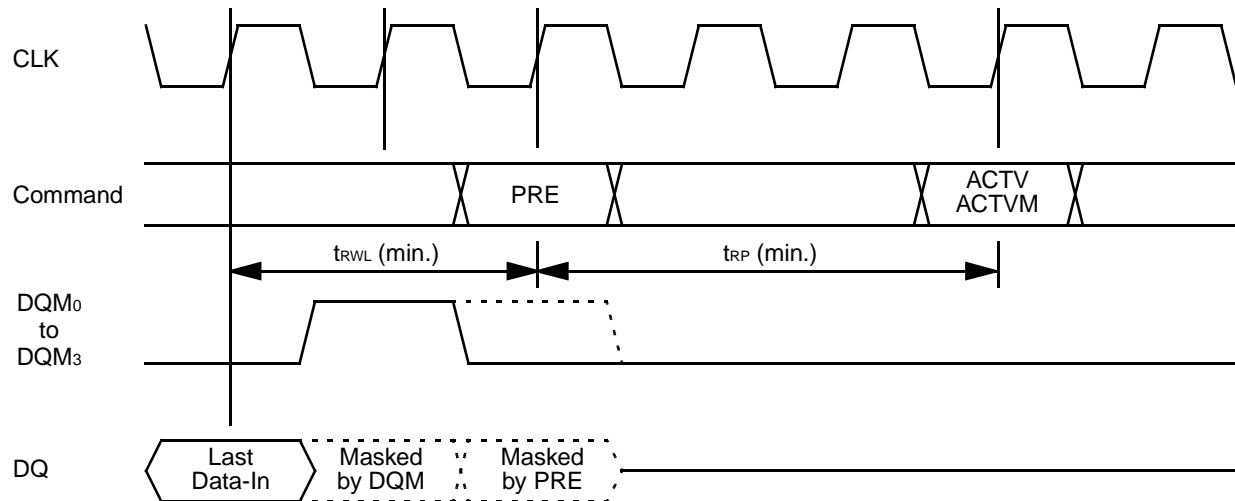 CLK
Command
PRE
ACTV
ACTVM
tRWL (min.)
tRP (min.)
DQM0
to
DQM3
DQ
Last
Data-In
Masked
by DQM
Masked
by PRE